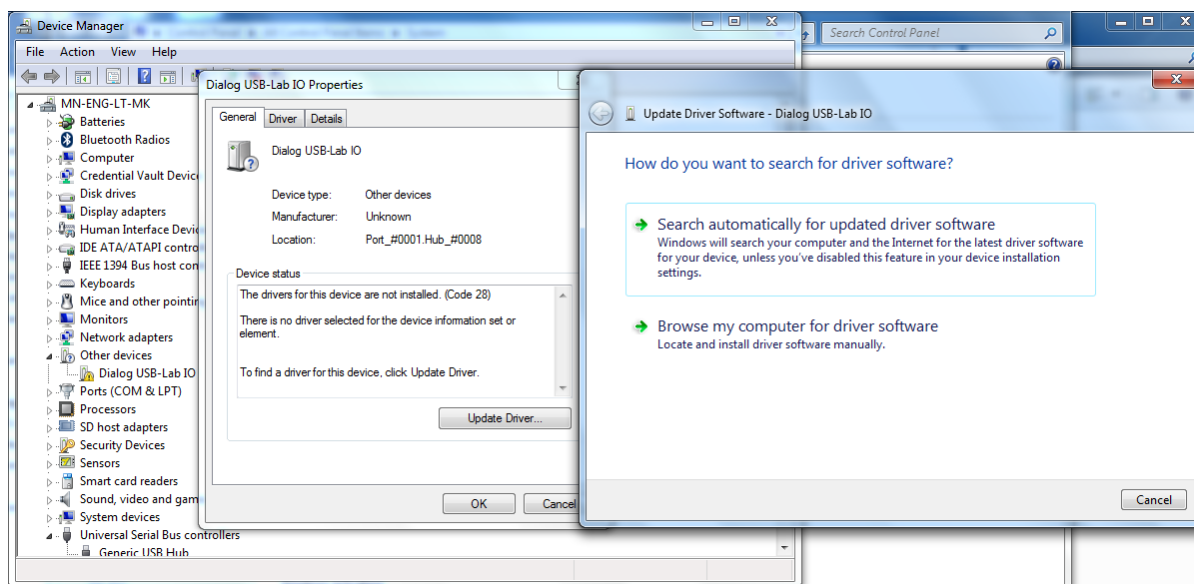 Device Manager
File Action View Help
MN-ENG-LT-MK
Batteries
Bluetooth Radios
Computer
Credential Vault Device
Disk drives
Display adapters
Human Interface Devic
IDE ATA/ATAPI contro
IEEE 1394 Bus host con
Keyboards
Mice and other pointin
Monitors
Network adapters
Other devices
Dialog USB-Lab IO
Ports (COM & LPT)
Processors
SD host adapters
Security Devices
Sensors
Smart card readers
Sound, video and gam
System devices
Universal Serial Bus controllers
Generic USB Hub
Dialog USB-Lab IO Properties
General Driver Details
Dialog USB-Lab IO
Device type: Other devices
Manufacturer: Unknown
Location: Port_#0001.Hub_#0008
Device status
The drivers for this device are not installed. (Code 28)
There is no driver selected for the device information set or
element.
To find a driver for this device, click Update Driver.
Update Driver...
OK Cancel
Search Control Panel
Update Driver Software - Dialog USB-Lab IO
How do you want to search for driver software?
Search automatically for updated driver software
Windows will search your computer and the Internet for the latest driver software
for your device, unless you've disabled this feature in your device installation
settings.
Browse my computer for driver software
Locate and install driver software manually.
Cancel